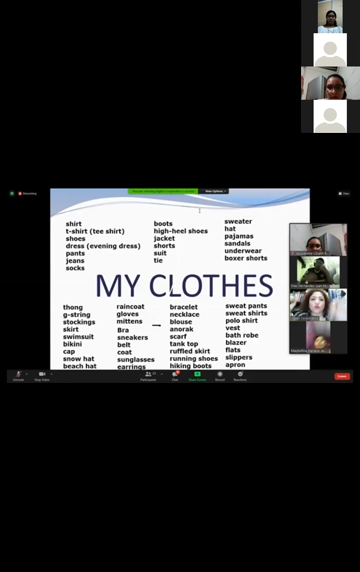 shirt
t-shirt (tee shirt)
shoes
dress (evening dress)
pants
jeans
socks
boots
high-heel shoes
jacket
shorts
suit
tie
sweater
hat
pajamas
sandals
underwear
boxer shorts
MY CLOTHES
thong
g-string
stockings
skirt
swimsuit
bikini
cap
snow hat
beach hat
raincoat
gloves
mittens
Bra
sneakers
belt
coat
sunglasses
earrings
bracelet
necklace
blouse
anorak
scarf
tank top
ruffled skirt
running shoes
hiking boots
sweat pants
sweat shirts
polo shirt
vest
bath robe
blazer
flats
slippers
apron